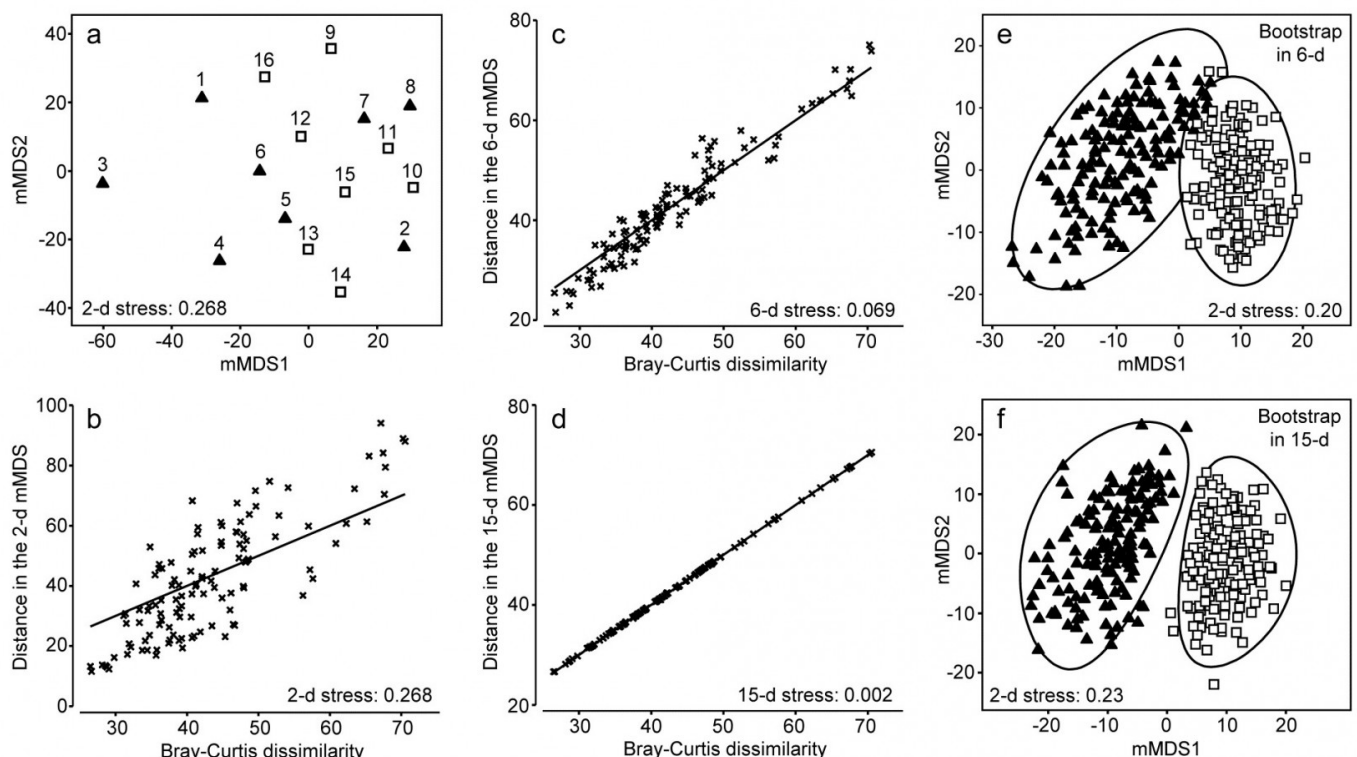 a
40
20
0
-20
-40
mMDS2
9
16
1
8
7
12
11
6
3
15
10
5
13
2
4
14
2-d stress: 0.268
-60
-40
-20
0
20
mMDS1
b
100
80
60
40
20
0
Distance in the 2-d mMDS
2-d stress: 0.268
30
40
50
60
70
Bray-Curtis dissimilarity
c
80
60
40
20
Distance in the 6-d mMDS
6-d stress: 0.069
30
40
50
60
70
Bray-Curtis dissimilarity
d
80
60
40
20
Distance in the 15-d mMDS
15-d stress: 0.002
30
40
50
60
70
Bray-Curtis dissimilarity
e
Bootstrap
in 6-d
20
10
0
-10
-20
mMDS2
2-d stress: 0.20
-30
-20
-10
0
10
20
mMDS1
f
Bootstrap
in 15-d
20
10
0
-10
-20
mMDS2
2-d stress: 0.23
-20
-10
0
10
20
mMDS1